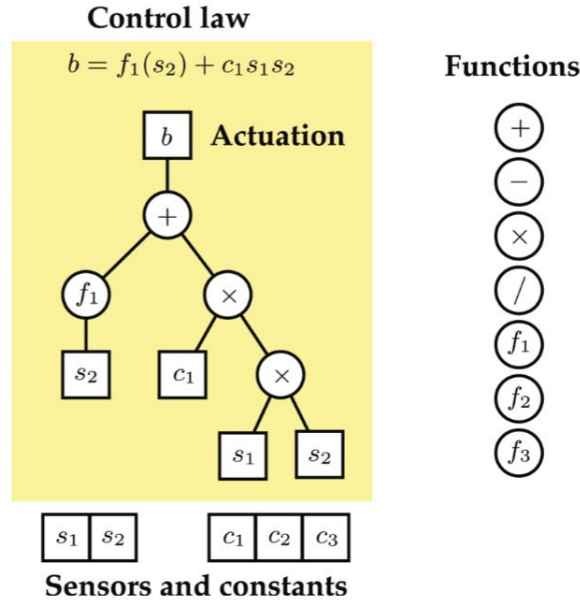 Control law
b = f₁(s₂) + c₁s₁s₂
Functions
b Actuation
+
−
+
×
f₁ ×
/
f₁
s₂ c₁ ×
f₂
s₁ s₂
f₃
s₁ s₂ c₁ c₂ c₃
Sensors and constants